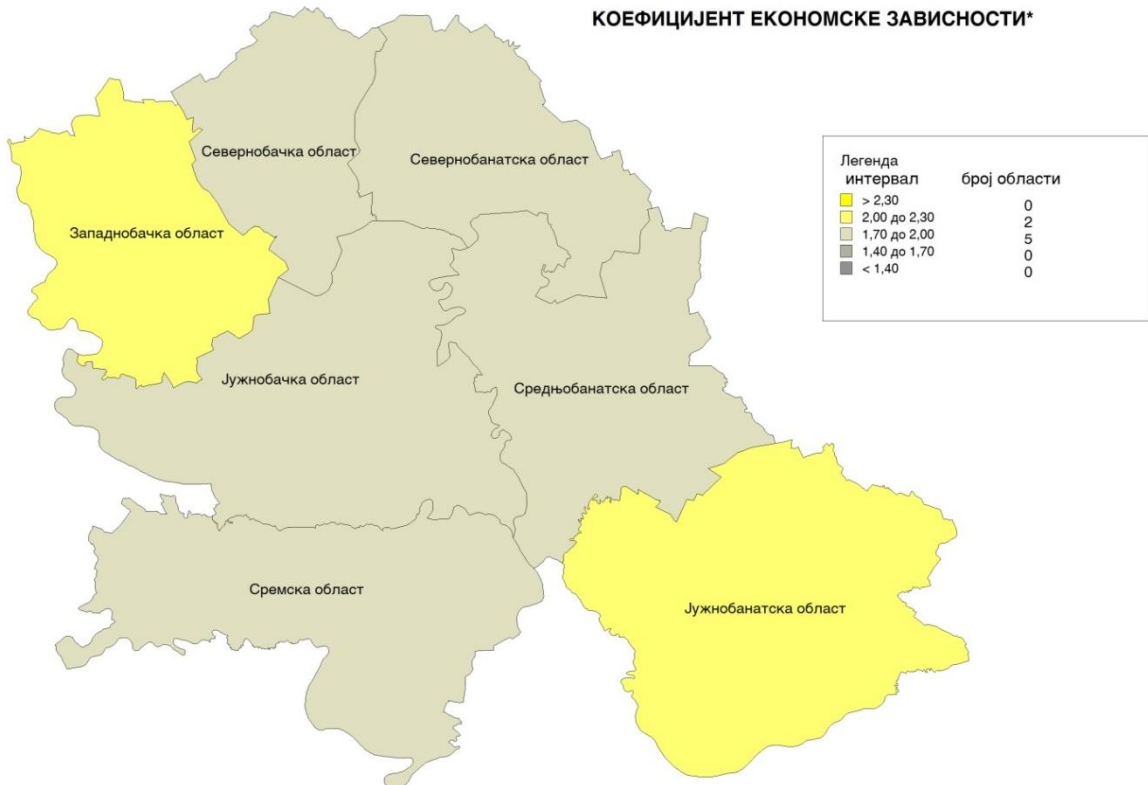 КОЕФИЦИЈЕНТ ЕКОНОМСКЕ ЗАВИСНОСТИ*
Севернобачка област
Севернобанатска област
Западнобачка област
Јужнобачка област
Средњобанатска област
Сремска област
Јужнобанатска област
Легенда
интервал број области
> 2,30 0
2,00 до 2,30 2
1,70 до 2,00 5
1,40 до 1,70 0
< 1,40 0